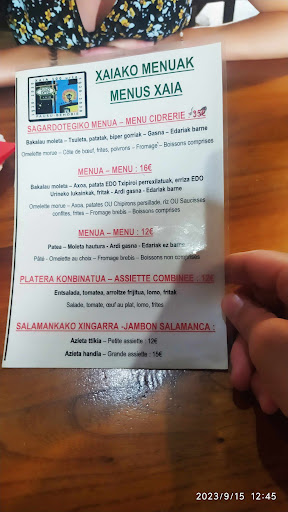 XAIAKO MENUAK
MENUS XAIA
SAGARDOTEGIKO MENUA – MENU CIDRERIE : 35€
Bakalau moleta – Txuleta, patatak, biper gorriak – Gasna – Edariak barne
Omelette morue – Côte de bœuf, frites, poivrons – Fromage – Boissons comprises
MENUA – MENU : 16€
Bakalau moleta – Axoa, patata EDO Txipiroi perrexilatuak, erriza EDO
Urineko lukainkak, fritak - Ardi gasna - Edariak barne
Omelette morue – Axoa, patates OU Chipirons persillade, riz OU Saucisses
confites, frites – Fromage brebis – Boissons comprises
MENUA – MENU : 12€
Patea – Moleta hautura - Ardi gasna - Edariak ez barne
Pâté - Omelette au choix – Fromage brebis – Boissons non comprises
PLATERA KONBINATUA – ASSIETTE COMBINEE : 12€
Entsalada, tomatea, arroltze frijitua, lomo, fritak
Salade, tomate, œuf au plat, lomo, frites
SALAMANKAKO XINGARRA -JAMBON SALAMANCA :
Azieta ttikia – Petite assiette : 12€
Azieta handia – Grande assiette : 15€
2023/9/15 12:45